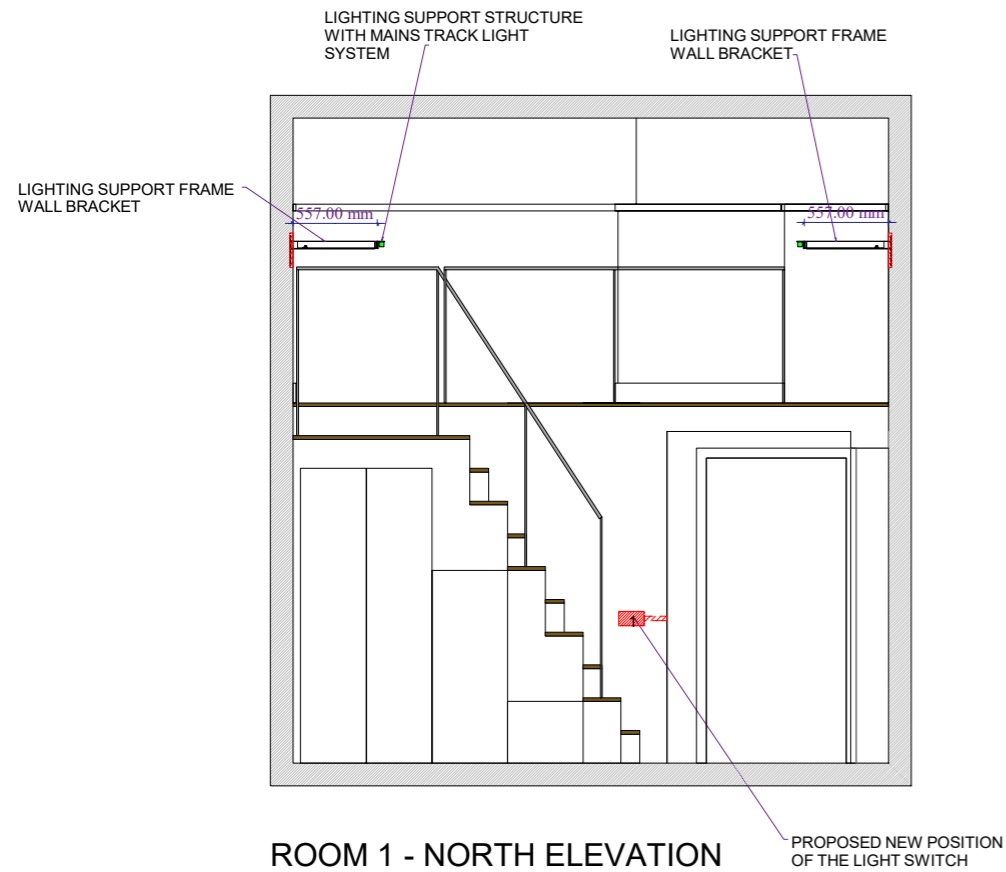 LIGHTING SUPPORT STRUCTURE
WITH MAINS TRACK LIGHT
SYSTEM
LIGHTING SUPPORT FRAME
WALL BRACKET
LIGHTING SUPPORT FRAME
WALL BRACKET
557.00 mm
557.00 mm
1
ROOM 1 - NORTH ELEVATION
PROPOSED NEW POSITION
OF THE LIGHT SWITCH